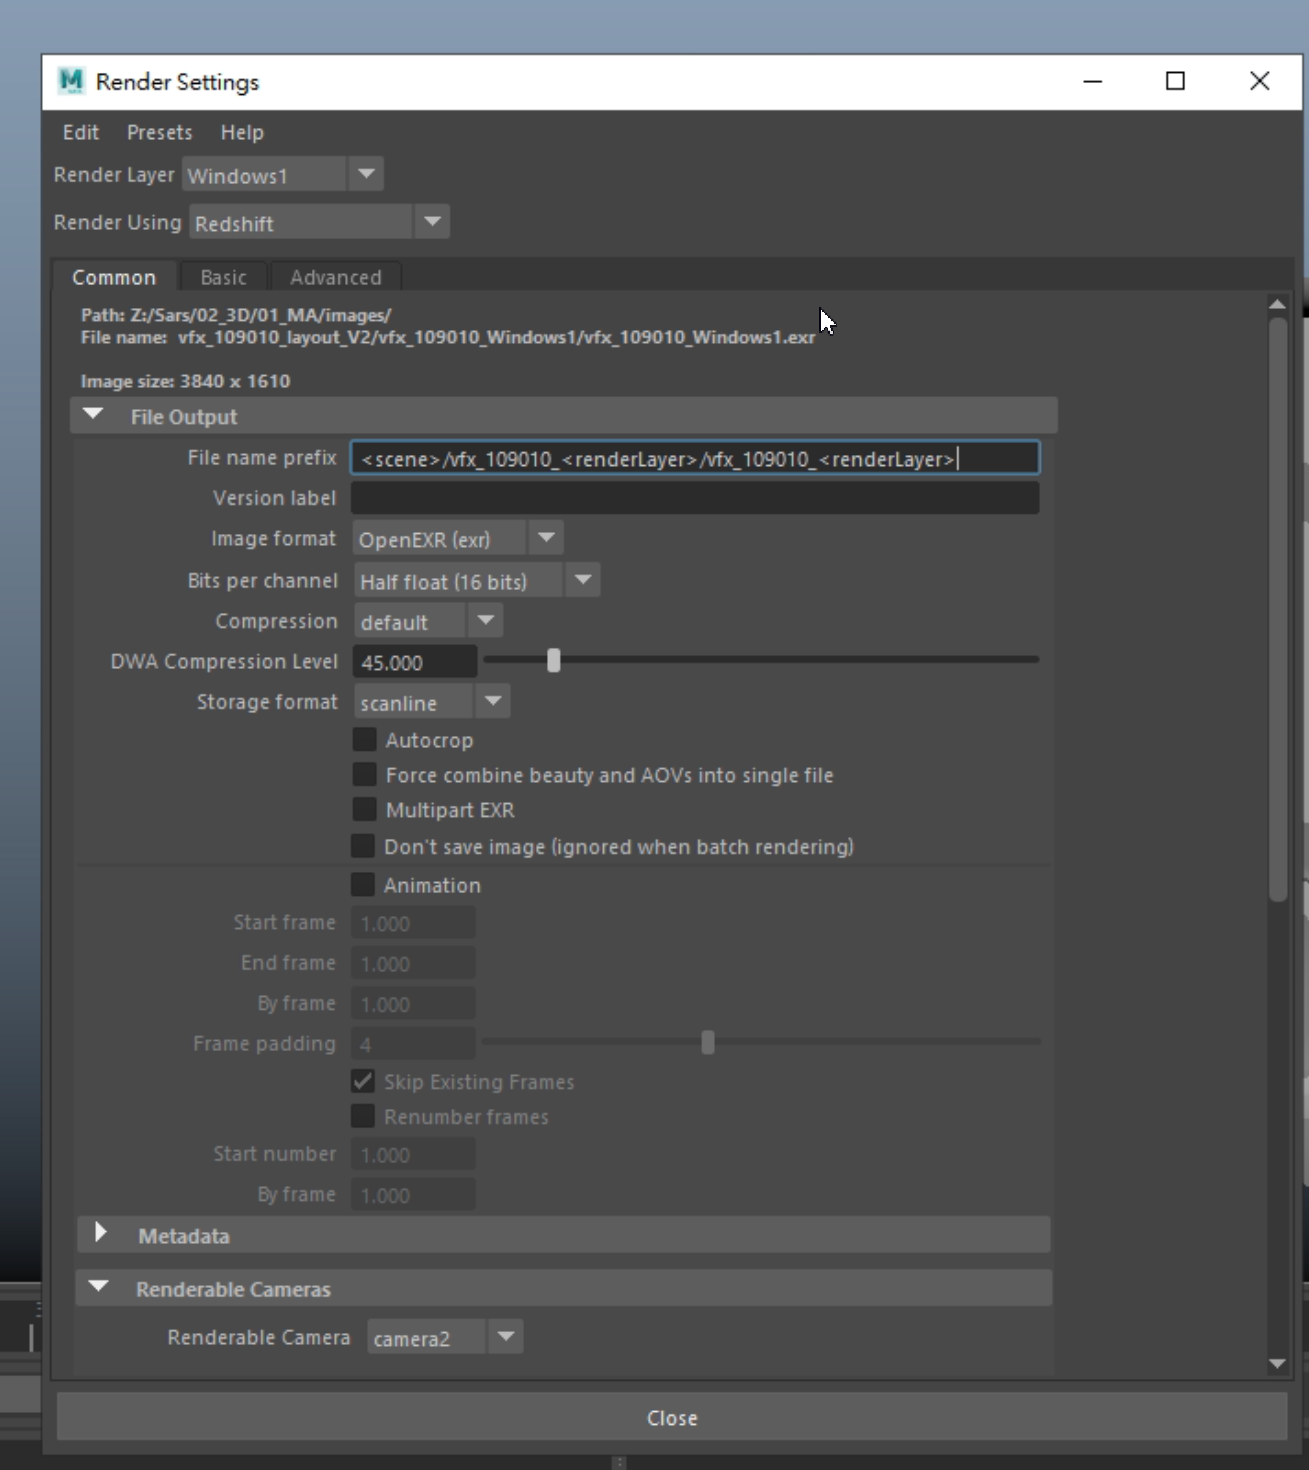 Render Settings
Edit Presets Help
Render Layer Windows1
Render Using Redshift
Common Basic Advanced
Path: Z:/Sars/02_3D/01_MA/images/
File name: vfx_109010_layout_V2/vfx_109010_Windows1/vfx_109010_Windows1.exr
Image size: 3840 x 1610
File Output
File name prefix <scene>/vfx_109010_<renderLayer>/vfx_109010_<renderLayer>
Version label
Image format OpenEXR (exr)
Bits per channel Half float (16 bits)
Compression default
DWA Compression Level 45.000
Storage format scanline
Autocrop
Force combine beauty and AOVs into single file
Multipart EXR
Don't save image (ignored when batch rendering)
Animation
Start frame 1.000
End frame 1.000
By frame 1.000
Frame padding 4
Skip Existing Frames
Renumber frames
Start number 1.000
By frame 1.000
Metadata
Renderable Cameras
Renderable Camera camera2
Close